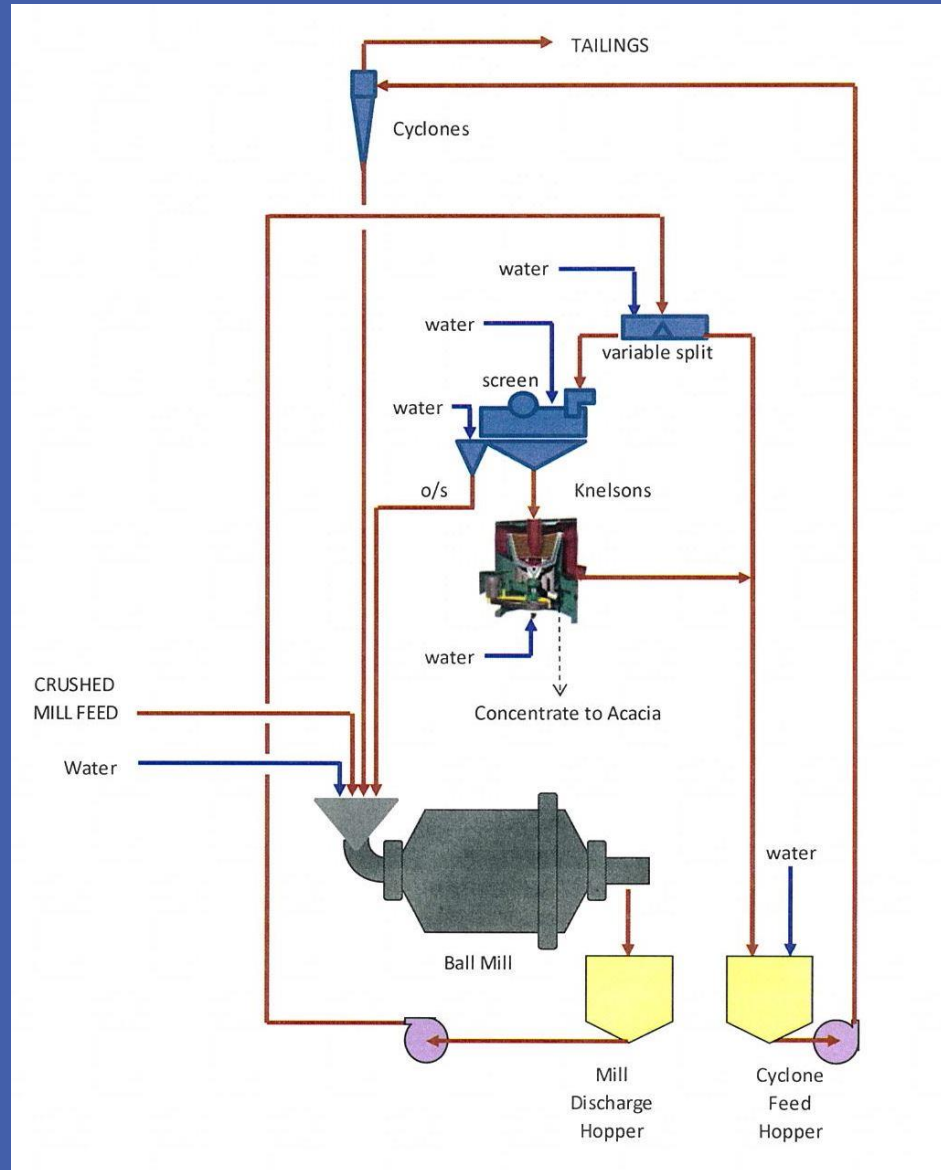 TAILINGS
Cyclones
water
water
variable split
screen
water
o/s
Knelsons
water
Concentrate to Acacia
CRUSHED
MILL FEED
Water
water
Ball Mill
Mill
Discharge
Hopper
Cyclone
Feed
Hopper